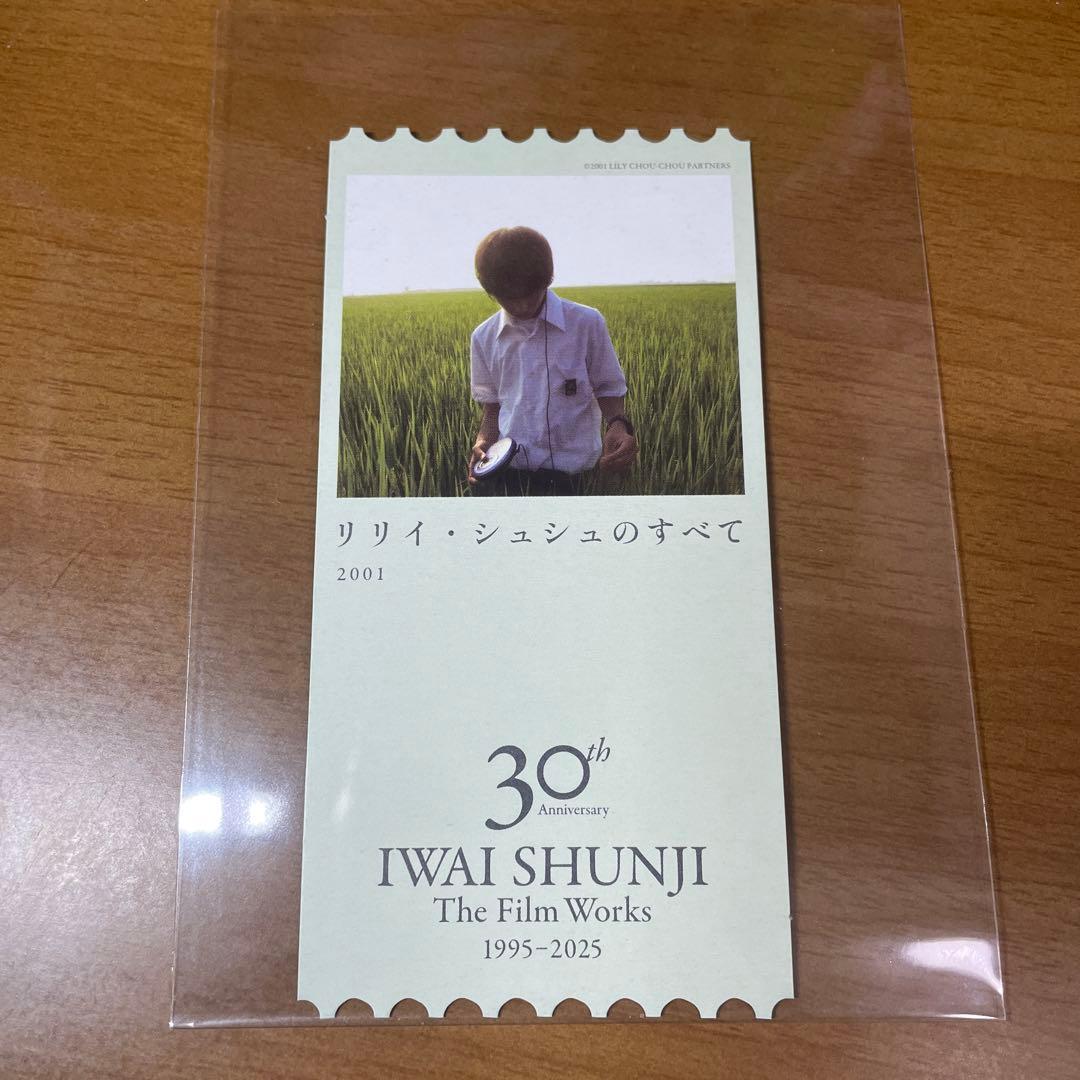 ©2001 LILY CHOU-CHOU PARTNERS
リリイ・シュシュのすべて
2001
30th
Anniversary
IWAI SHUNJI
The Film Works
1995–2025